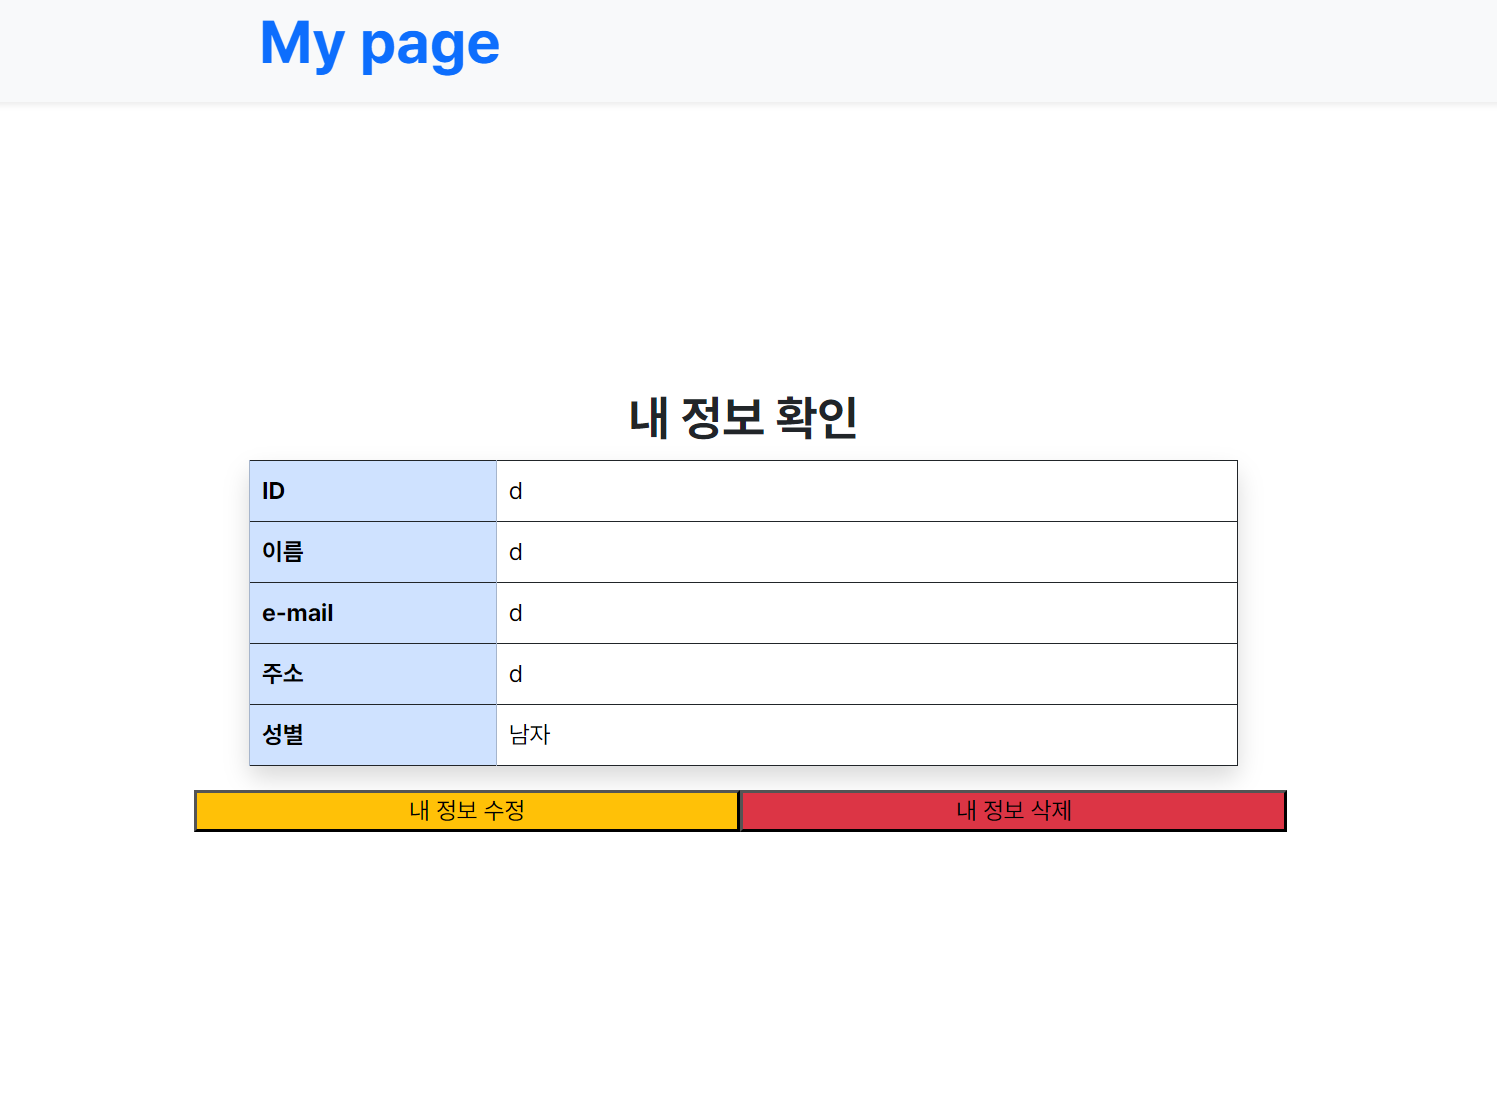 My page
내 정보 확인
ID d
이름 d
e-mail d
주소 d
성별 남자
내 정보 수정 내 정보 삭제